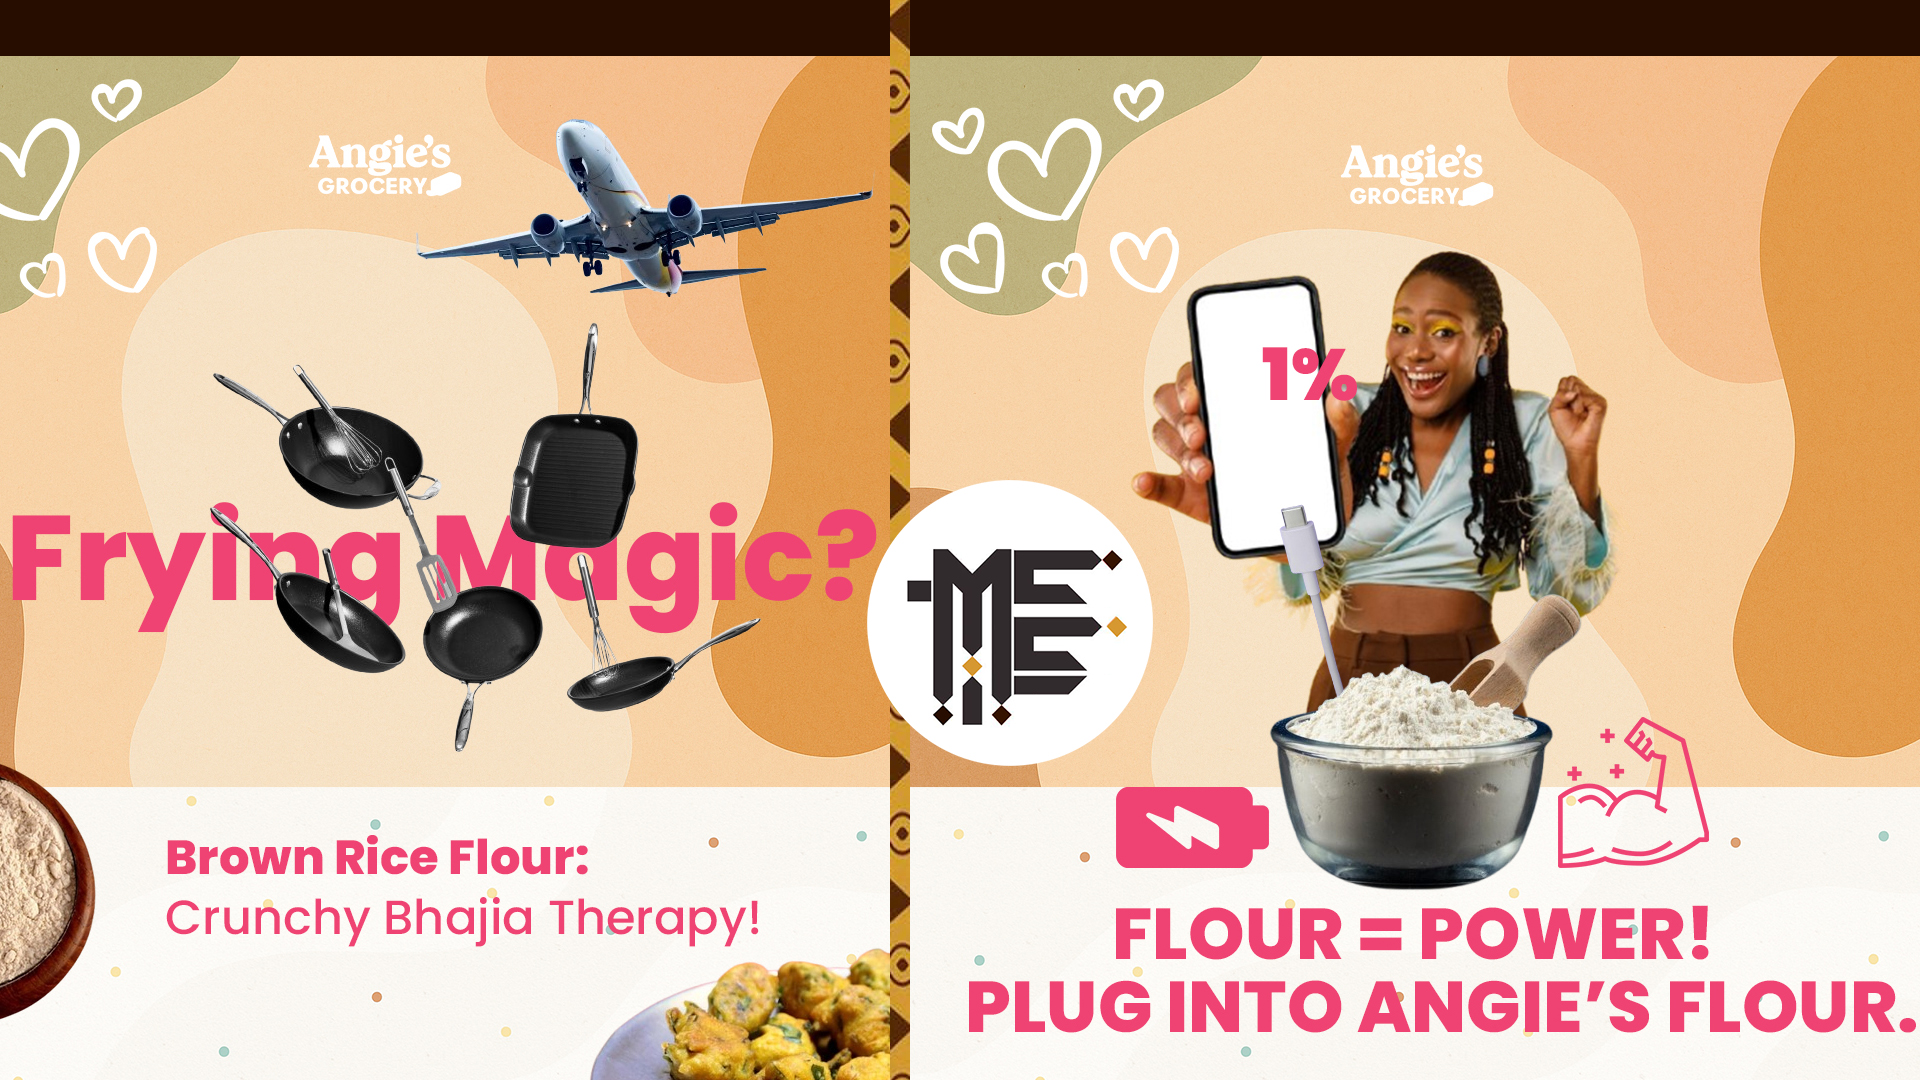 Angie's
GROCERY
Frying Magic?
Brown Rice Flour:
Crunchy Bhajia Therapy!
MEE
Angie's
GROCERY
1%
FLOUR = POWER!
PLUG INTO ANGIE'S FLOUR.